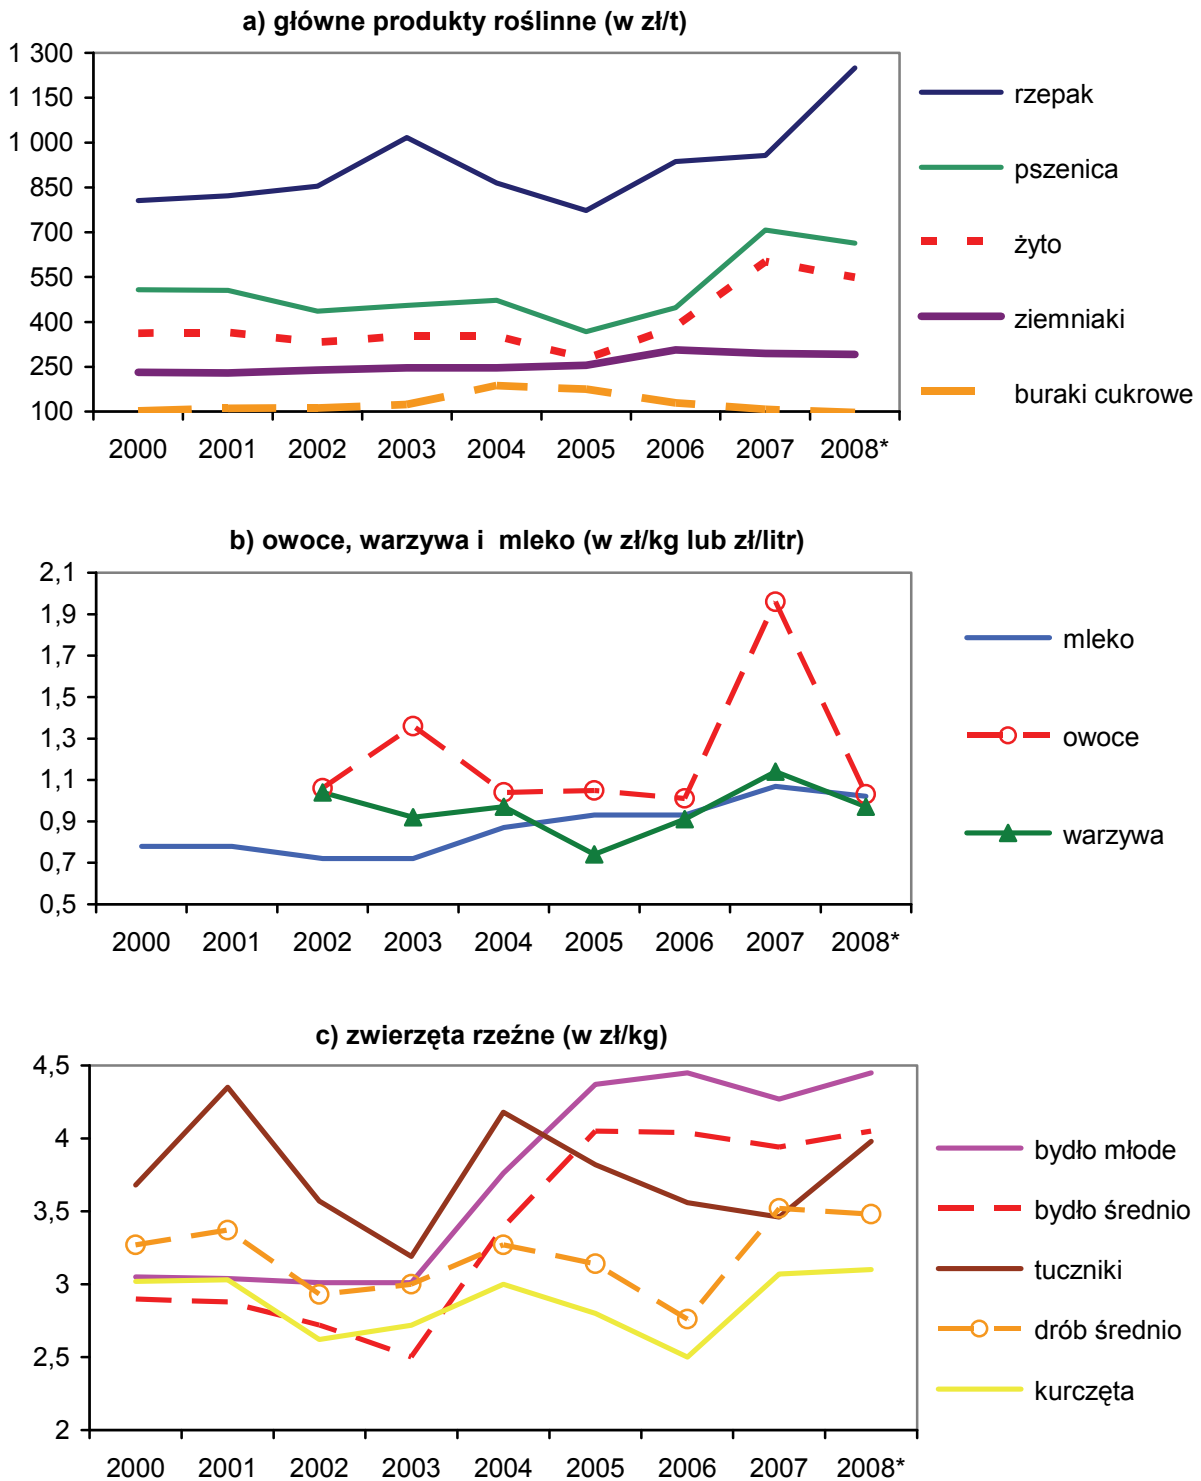 a) główne produkty roślinne (w zł/t)
1 300
1 150
1 000
850
700
550
400
250
100
2000 2001 2002 2003 2004 2005 2006 2007 2008*
rzepak
pszenica
żyto
ziemniaki
buraki cukrowe
b) owoce, warzywa i mleko (w zł/kg lub zł/litr)
2,1
1,9
1,7
1,5
1,3
1,1
0,9
0,7
0,5
2000 2001 2002 2003 2004 2005 2006 2007 2008*
mleko
owoce
warzywa
c) zwierzęta rzeźne (w zł/kg)
4,5
4
3,5
3
2,5
2
2000 2001 2002 2003 2004 2005 2006 2007 2008*
bydło młode
bydło średnio
tuczniki
drób średnio
kurczęta